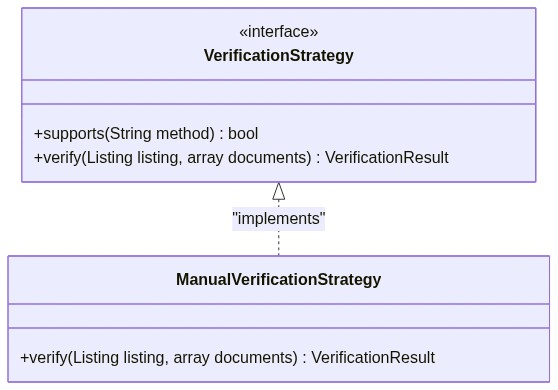 «interface»
VerificationStrategy
+supports(String method) : bool
+verify(Listing listing, array documents) : VerificationResult
"implements"
ManualVerificationStrategy
+verify(Listing listing, array documents) : VerificationResult